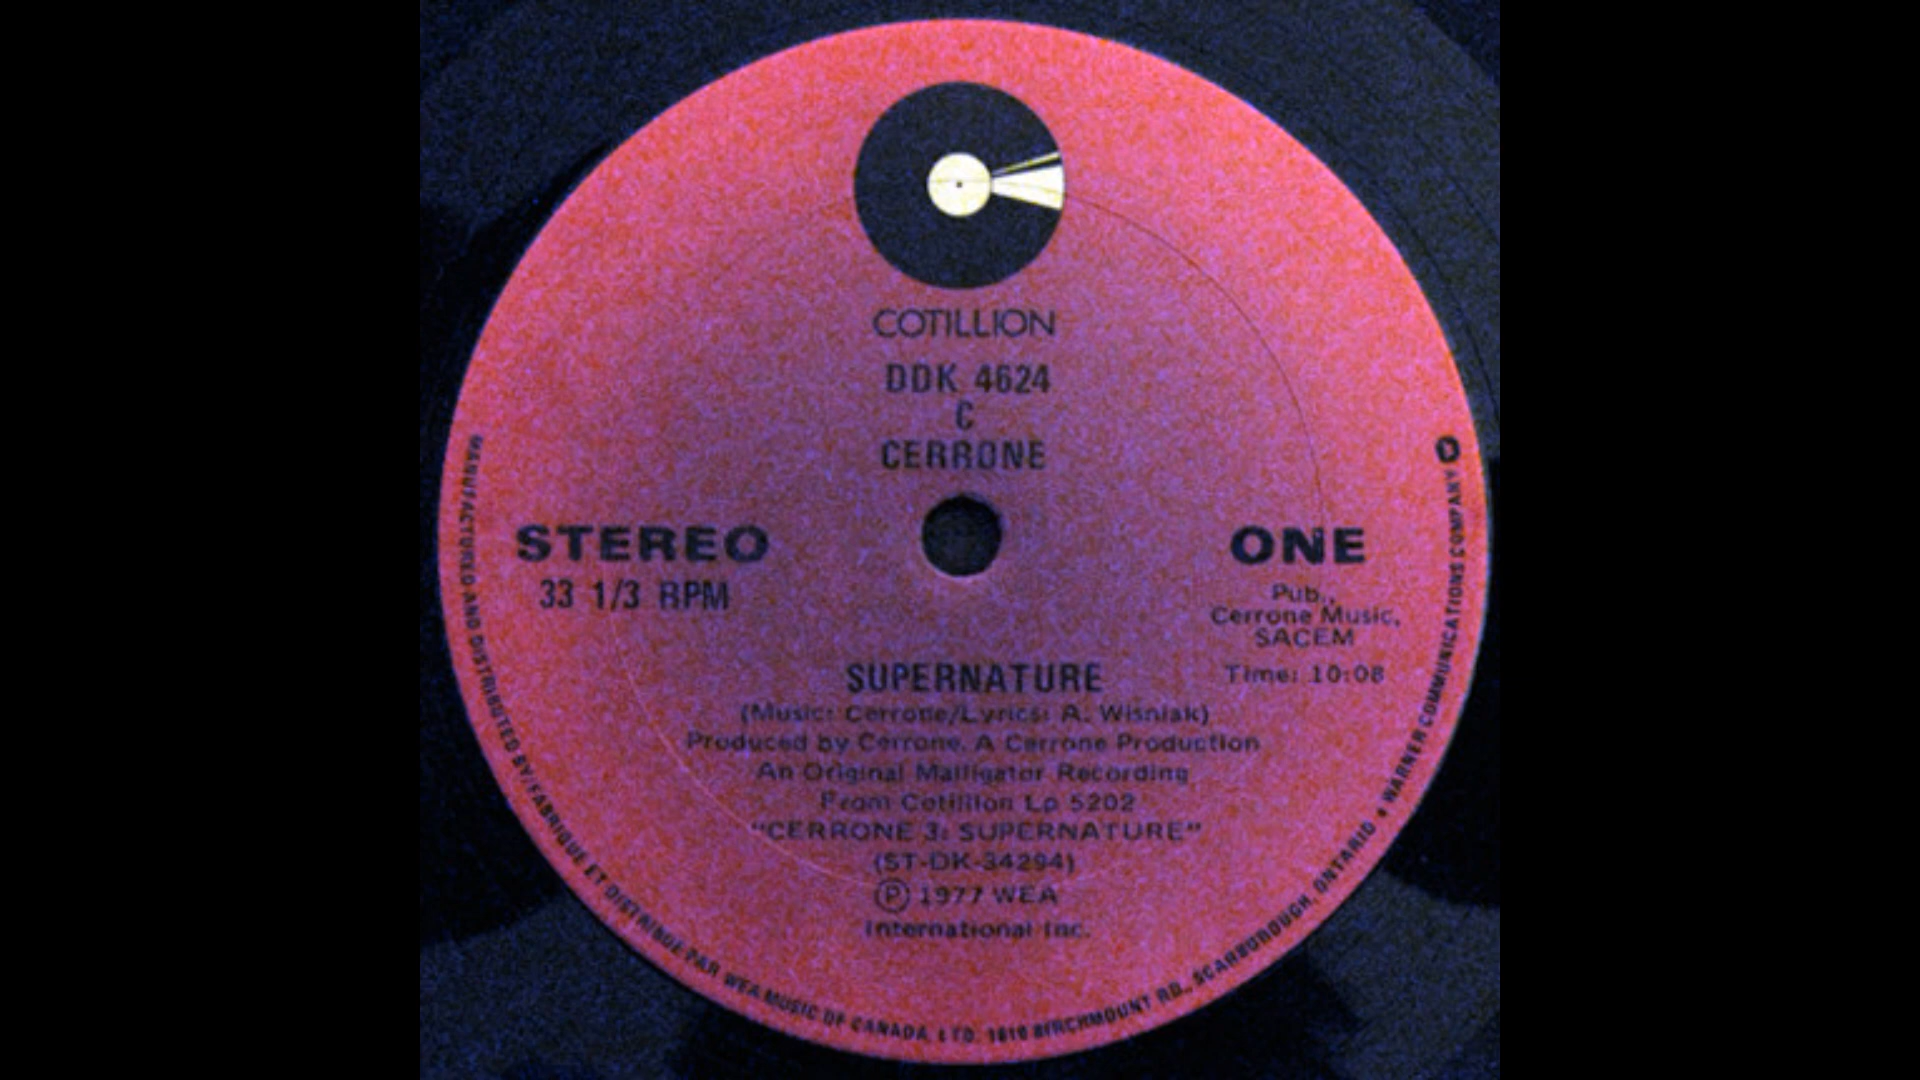 COTILLION
DDK 4624
C
CERRONE
STEREO
33 1/3 RPM
ONE
Pub.,
Cerrone Music,
SACEM
Time: 10:08
SUPERNATURE
(Music: Cerrone/Lyrics: A. Wisniak)
Produced by Cerrone. A Cerrone Production
An Original Malligator Recording
From Cotillion Lp 5202
"CERRONE 3: SUPERNATURE"
(ST-DK-34294)
Ⓟ 1977 WEA
International Inc.
MANUFACTURED AND DISTRIBUTED BY/FABRIQUE ET DISTRIBUE PAR WEA MUSIC OF CANADA, LTD. 1810 BIRCHMOUNT RD., SCARBOROUGH, ONTARIO • WARNER COMMUNICATIONS COMPANY